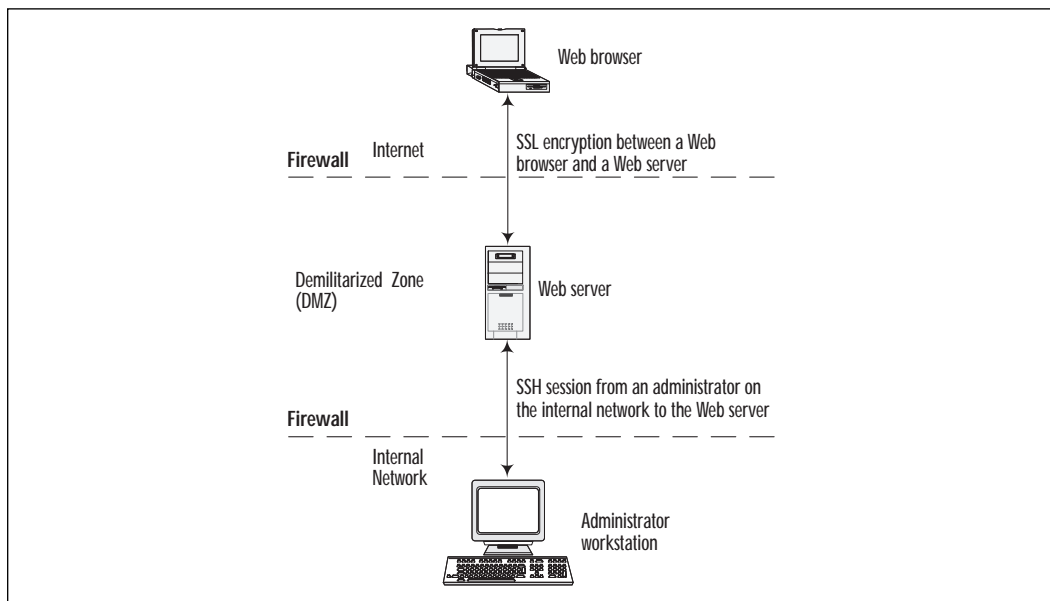 Web browser
SSL encryption between a Web
browser and a Web server
Internet
Firewall
Demilitarized Zone
(DMZ)
Web server
SSH session from an administrator on
the internal network to the Web server
Firewall
Internal
Network
Administrator
workstation